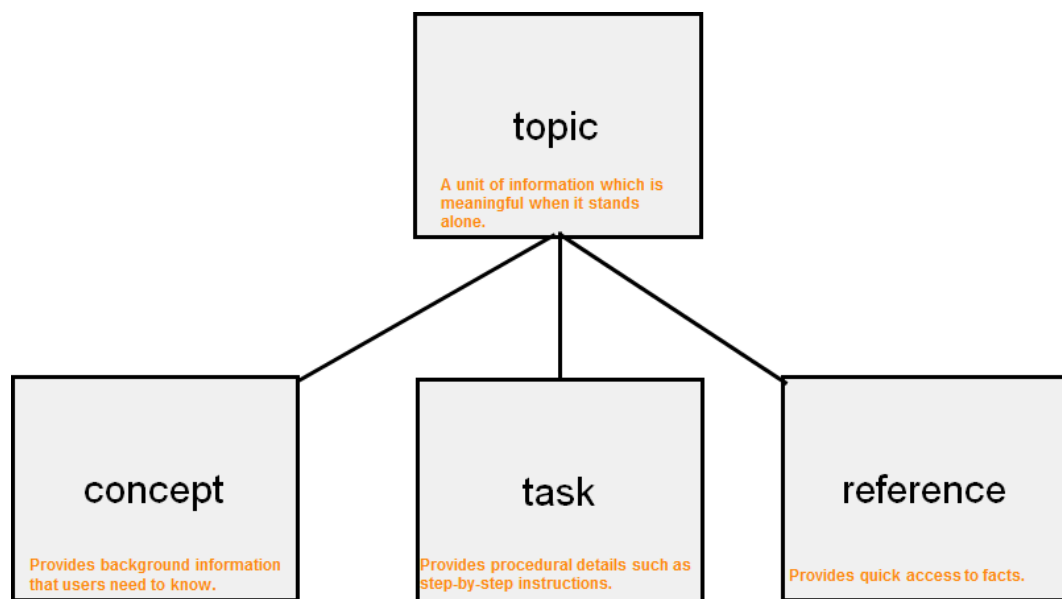 topic
A unit of information which is
meaningful when it stands
alone.
concept
Provides background information
that users need to know.
task
Provides procedural details such as
step-by-step instructions.
reference
Provides quick access to facts.